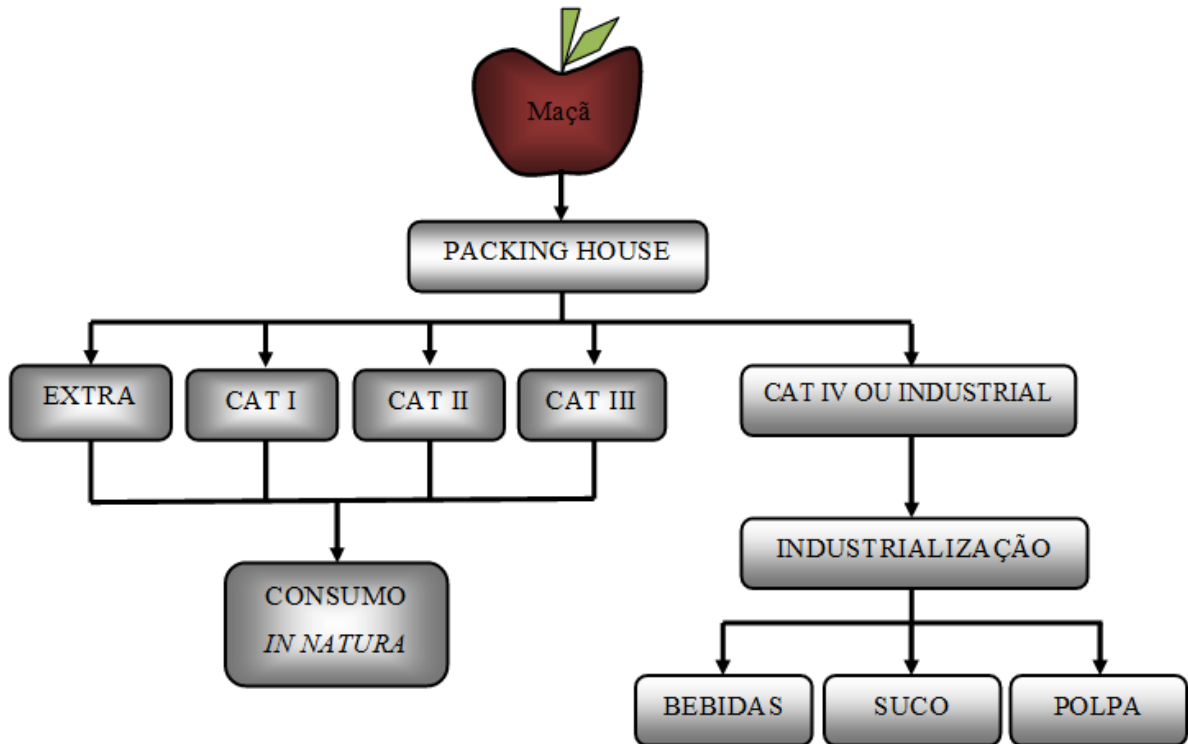 Maçã
PACKING HOUSE
EXTRA
CAT I
CAT II
CAT III
CAT IV OU INDUSTRIAL
INDUSTRIALIZAÇÃO
CONSUMO
IN NATURA
BEBIDAS
SUCO
POLPA